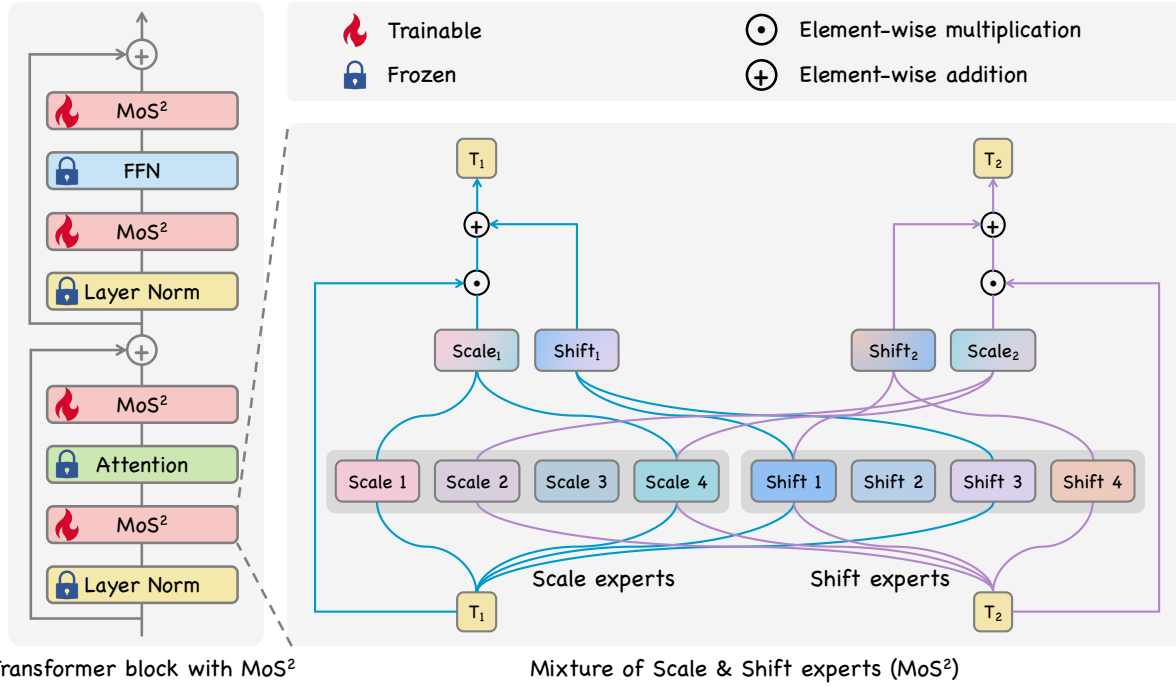 Trainable
Frozen
Element-wise multiplication
Element-wise addition
MoS²
FFN
MoS²
Layer Norm
MoS²
Attention
MoS²
Layer Norm
T₁
T₂
Scale₁
Shift₁
Shift₂
Scale₂
Scale 1
Scale 2
Scale 3
Scale 4
Shift 1
Shift 2
Shift 3
Shift 4
Scale experts
Shift experts
T₁
T₂
ransformer block with MoS²
Mixture of Scale & Shift experts (MoS²)